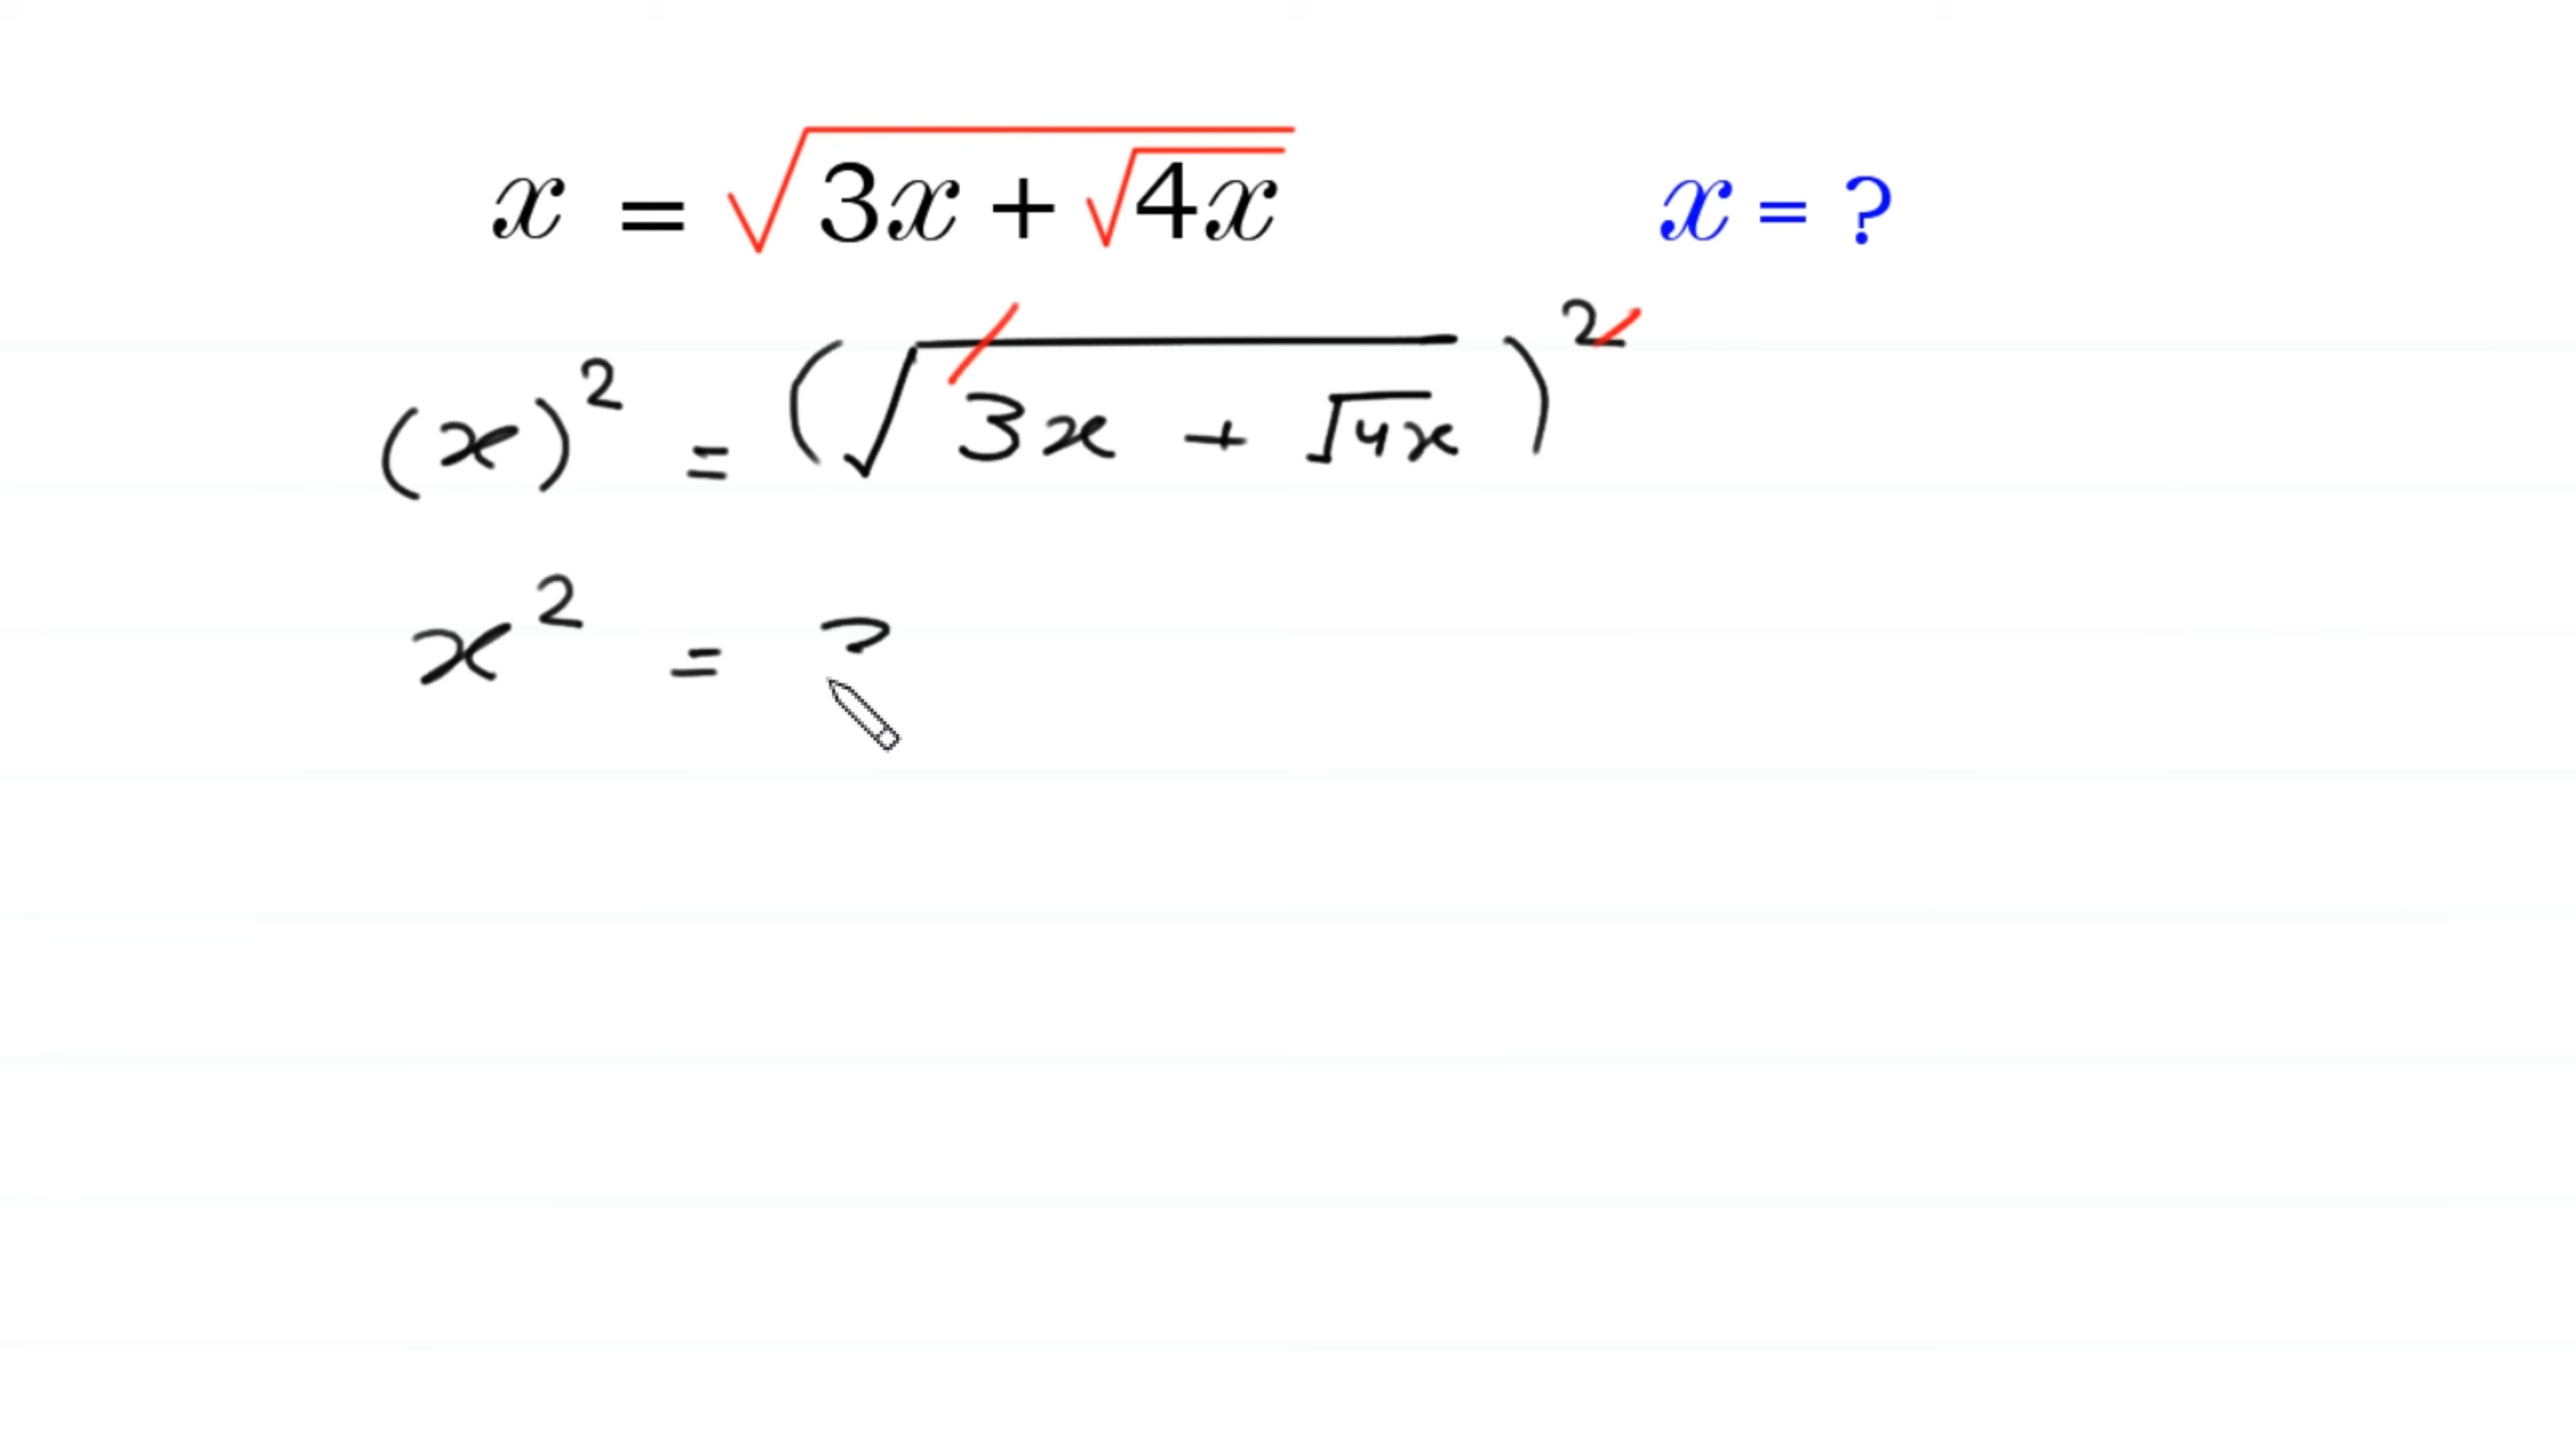 x = √(3x + √(4x)) x = ?
(x)² = (√(3x + √(4x)))²
x² =